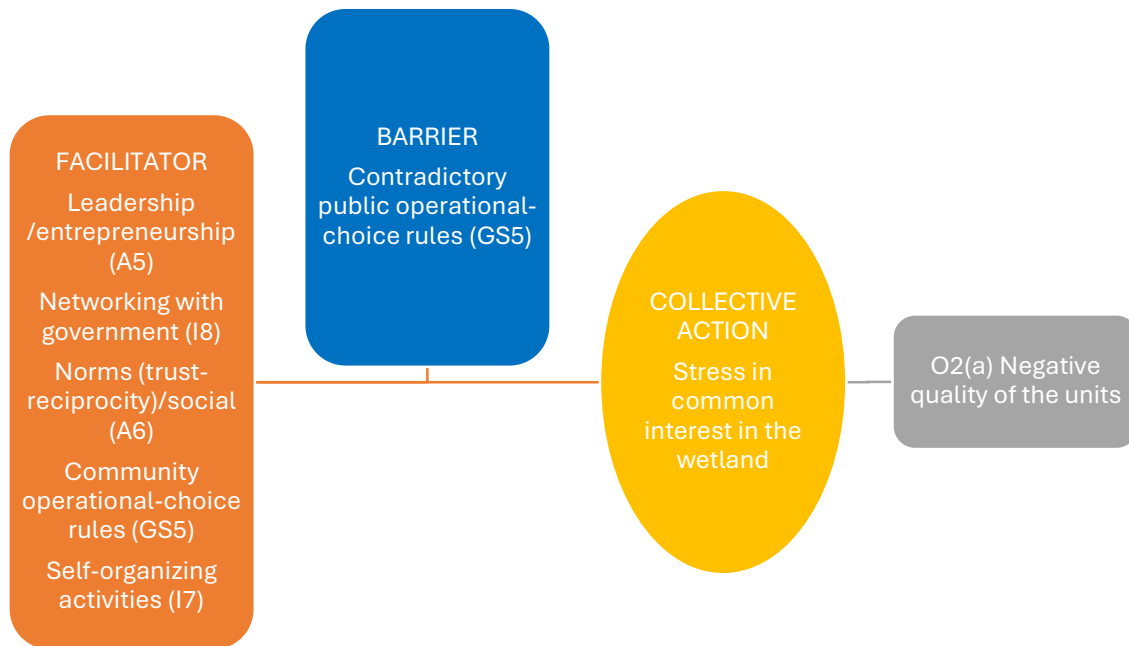 FACILITATOR
Leadership
/entrepreneurship
(A5)
Networking with
government (I8)
Norms (trust-
reciprocity)/social
(A6)
Community
operational-choice
rules (GS5)
Self-organizing
activities (I7)
BARRIER
Contradictory
public operational-
choice rules (GS5)
COLLECTIVE
ACTION
Stress in
common
interest in the
wetland
O2(a) Negative
quality of the units